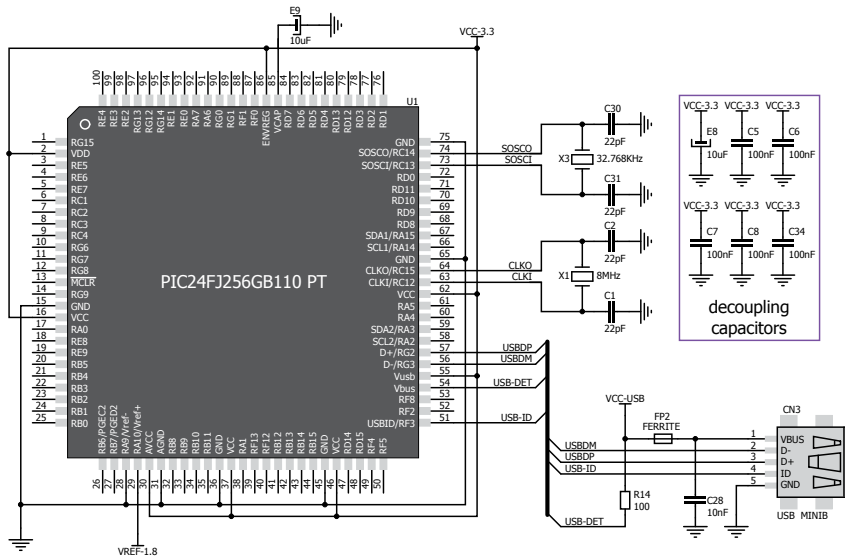 E9
10uF
VCC-3.3
100 99 98 97 96 95 94 93 92 91 90 89 88 87 86 85 84 83 82 81 80 79 78 77 76
U1
RE4 RE3 RE2 RG13 RG12 RG14 RE1 RE0 RA7 RA6 RG0 RG1 RF1 RF0 ENVREG VCAP RD7 RD6 RD5 RD4 RD13 RD12 RD3 RD2 RD1
1 RG15
2 VDD
3 RE5
4 RE6
5 RE7
6 RC1
7 RC2
8 RC3
9 RC4
10 RG6
11 RG7
12 RG8
13 MCLR
14 RG9
15 GND
16 VCC
17 RA0
18 RE8
19 RE9
20 RB5
21 RB4
22 RB3
23 RB2
24 RB1
25 RB0
PIC24FJ256GB110 PT
GND 75
SOSCO/RC14 74 SOSCO
SOSCI/RC13 73 SOSCI
RD0 72
RD11 71
RD10 70
RD9 69
RD8 68
SDA1/RA15 67
SCL1/RA14 66
GND 65
CLKO/RC15 64 CLKO
CLKI/RC12 63 CLKI
VCC 62
RA5 61
RA4 60
SDA2/RA3 59
SCL2/RA2 58
D+/RG2 57 USBDP
D-/RG3 56 USBDM
Vusb 55
Vbus 54 USB-DET
RF8 53
RF2 52
USBID/RF3 51 USB-ID
RB6/PGEC2 RB7/PGED2 RA9/Vref- RA10/Vref+ AVCC AGND RB8 RB9 RB10 RB11 GND VCC RA1 RF13 RF12 RB12 RB13 RB14 RB15 GND VCC RD14 RD15 RF4 RF5
26 27 28 29 30 31 32 33 34 35 36 37 38 39 40 41 42 43 44 45 46 47 48 49 50
VREF-1.8
C30
22pF
X3 32.768KHz
C31
22pF
C2
22pF
X1 8MHz
C1
22pF
VCC-3.3 VCC-3.3 VCC-3.3
E8 C5 C6
10uF 100nF 100nF
VCC-3.3 VCC-3.3 VCC-3.3
C7 C8 C34
100nF 100nF 100nF
decoupling
capacitors
VCC-USB
FP2
FERRITE
CN3
1 VBUS
USBDM 2 D-
USBDP 3 D+
USB-ID 4 ID
5 GND
R14
100
C28
10nF
USB MINIB
USB-DET